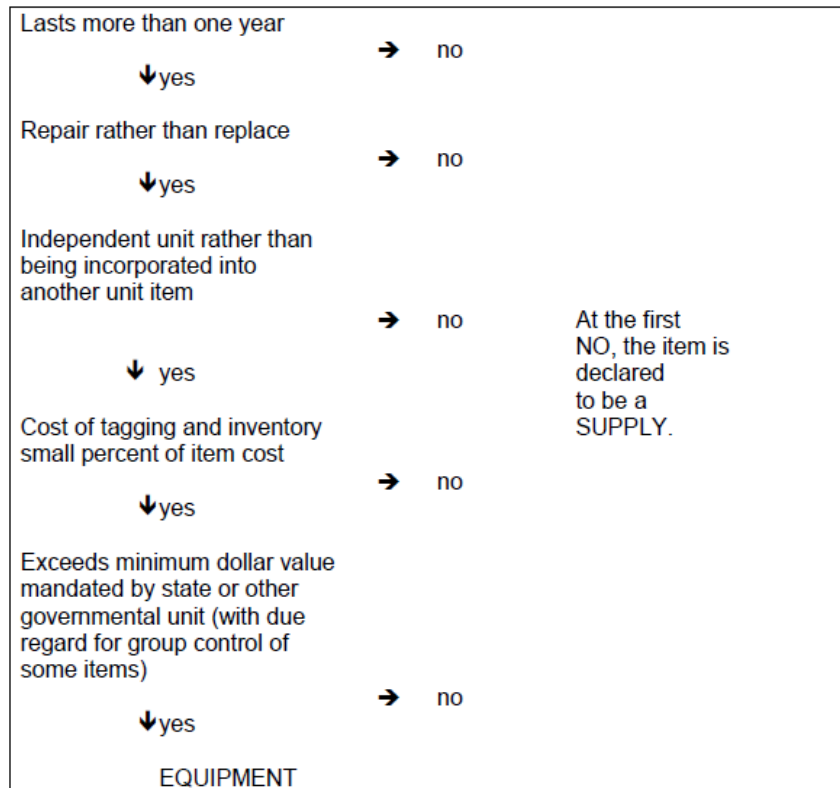 Lasts more than one year
➔ no
🡻yes
Repair rather than replace
➔ no
🡻yes
Independent unit rather than
being incorporated into
another unit item
➔ no
At the first
NO, the item is
declared
to be a
SUPPLY.
🡻 yes
Cost of tagging and inventory
small percent of item cost
➔ no
🡻yes
Exceeds minimum dollar value
mandated by state or other
governmental unit (with due
regard for group control of
some items)
➔ no
🡻yes
EQUIPMENT